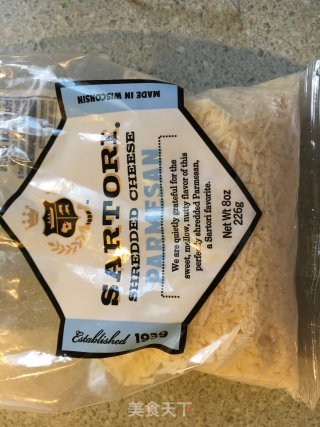 MADE IN WISCONSIN
SARTORI
SHREDDED CHEESE
PARMESAN
We are quietly grateful for the
sweet, mellow, nutty flavor of this
perfectly shredded Parmesan,
a Sartori favorite.
Net Wt 8oz
226g
Established 1939
美食天下